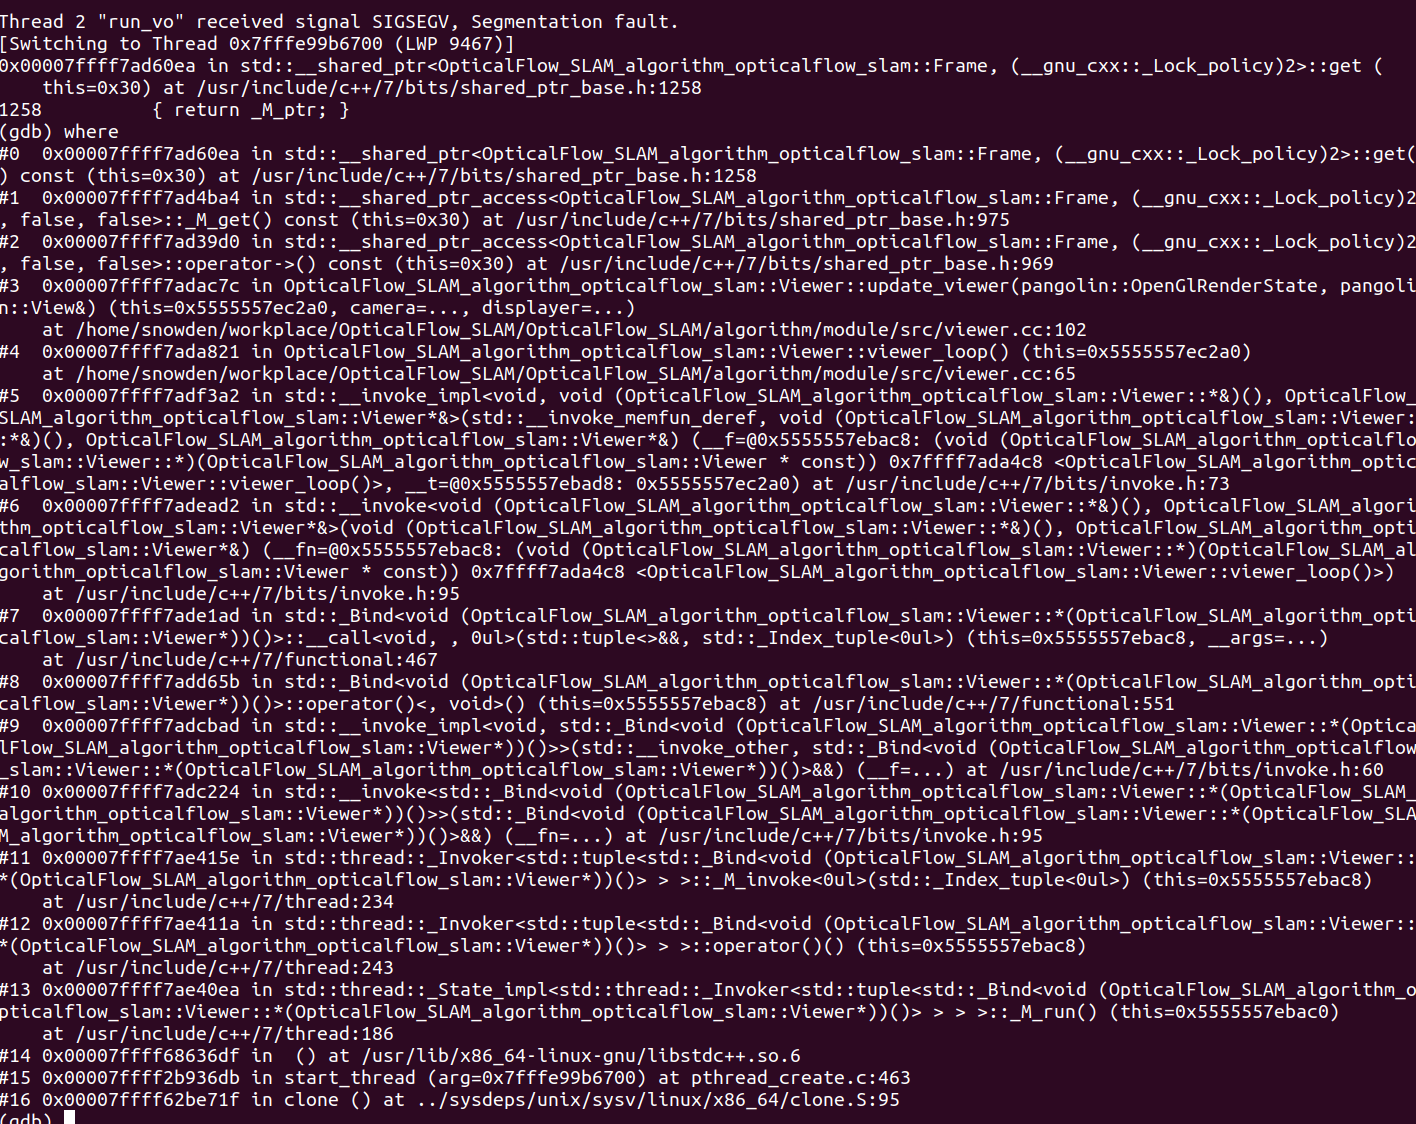 Thread 2 "run_vo" received signal SIGSEGV, Segmentation fault.
[Switching to Thread 0x7fffe99b6700 (LWP 9467)]
0x00007ffff7ad60ea in std::__shared_ptr<OpticalFlow_SLAM_algorithm_opticalflow_slam::Frame, (__gnu_cxx::_Lock_policy)2>::get (
    this=0x30) at /usr/include/c++/7/bits/shared_ptr_base.h:1258
1258          { return _M_ptr; }
(gdb) where
#0  0x00007ffff7ad60ea in std::__shared_ptr<OpticalFlow_SLAM_algorithm_opticalflow_slam::Frame, (__gnu_cxx::_Lock_policy)2>::get(
) const (this=0x30) at /usr/include/c++/7/bits/shared_ptr_base.h:1258
#1  0x00007ffff7ad4ba4 in std::__shared_ptr_access<OpticalFlow_SLAM_algorithm_opticalflow_slam::Frame, (__gnu_cxx::_Lock_policy)2
, false, false>::_M_get() const (this=0x30) at /usr/include/c++/7/bits/shared_ptr_base.h:975
#2  0x00007ffff7ad39d0 in std::__shared_ptr_access<OpticalFlow_SLAM_algorithm_opticalflow_slam::Frame, (__gnu_cxx::_Lock_policy)2
, false, false>::operator->() const (this=0x30) at /usr/include/c++/7/bits/shared_ptr_base.h:969
#3  0x00007ffff7adac7c in OpticalFlow_SLAM_algorithm_opticalflow_slam::Viewer::update_viewer(pangolin::OpenGlRenderState, pangoli
n::View&) (this=0x5555557ec2a0, camera=..., displayer=...)
    at /home/snowden/workplace/OpticalFlow_SLAM/OpticalFlow_SLAM/algorithm/module/src/viewer.cc:102
#4  0x00007ffff7ada821 in OpticalFlow_SLAM_algorithm_opticalflow_slam::Viewer::viewer_loop() (this=0x5555557ec2a0)
    at /home/snowden/workplace/OpticalFlow_SLAM/OpticalFlow_SLAM/algorithm/module/src/viewer.cc:65
#5  0x00007ffff7adf3a2 in std::__invoke_impl<void, void (OpticalFlow_SLAM_algorithm_opticalflow_slam::Viewer::*&)(), OpticalFlow_
SLAM_algorithm_opticalflow_slam::Viewer*&>(std::__invoke_memfun_deref, void (OpticalFlow_SLAM_algorithm_opticalflow_slam::Viewer:
:*&)(), OpticalFlow_SLAM_algorithm_opticalflow_slam::Viewer*&) (__f=@0x5555557ebac8: (void (OpticalFlow_SLAM_algorithm_opticalflo
w_slam::Viewer::*)(OpticalFlow_SLAM_algorithm_opticalflow_slam::Viewer * const)) 0x7ffff7ada4c8 <OpticalFlow_SLAM_algorithm_optic
alflow_slam::Viewer::viewer_loop()>, __t=@0x5555557ebad8: 0x5555557ec2a0) at /usr/include/c++/7/bits/invoke.h:73
#6  0x00007ffff7adead2 in std::__invoke<void (OpticalFlow_SLAM_algorithm_opticalflow_slam::Viewer::*&)(), OpticalFlow_SLAM_algori
thm_opticalflow_slam::Viewer*&>(void (OpticalFlow_SLAM_algorithm_opticalflow_slam::Viewer::*&)(), OpticalFlow_SLAM_algorithm_opti
calflow_slam::Viewer*&) (__fn=@0x5555557ebac8: (void (OpticalFlow_SLAM_algorithm_opticalflow_slam::Viewer::*)(OpticalFlow_SLAM_al
gorithm_opticalflow_slam::Viewer * const)) 0x7ffff7ada4c8 <OpticalFlow_SLAM_algorithm_opticalflow_slam::Viewer::viewer_loop()>)
    at /usr/include/c++/7/bits/invoke.h:95
#7  0x00007ffff7ade1ad in std::_Bind<void (OpticalFlow_SLAM_algorithm_opticalflow_slam::Viewer::*(OpticalFlow_SLAM_algorithm_opti
calflow_slam::Viewer*))()>::__call<void, , 0ul>(std::tuple<>&&, std::_Index_tuple<0ul>) (this=0x5555557ebac8, __args=...)
    at /usr/include/c++/7/functional:467
#8  0x00007ffff7add65b in std::_Bind<void (OpticalFlow_SLAM_algorithm_opticalflow_slam::Viewer::*(OpticalFlow_SLAM_algorithm_opti
calflow_slam::Viewer*))()>::operator()<, void>() (this=0x5555557ebac8) at /usr/include/c++/7/functional:551
#9  0x00007ffff7adcbad in std::__invoke_impl<void, std::_Bind<void (OpticalFlow_SLAM_algorithm_opticalflow_slam::Viewer::*(Optica
lFlow_SLAM_algorithm_opticalflow_slam::Viewer*))()>>(std::__invoke_other, std::_Bind<void (OpticalFlow_SLAM_algorithm_opticalflow
_slam::Viewer::*(OpticalFlow_SLAM_algorithm_opticalflow_slam::Viewer*))()>&&) (__f=...) at /usr/include/c++/7/bits/invoke.h:60
#10 0x00007ffff7adc224 in std::__invoke<std::_Bind<void (OpticalFlow_SLAM_algorithm_opticalflow_slam::Viewer::*(OpticalFlow_SLAM_
algorithm_opticalflow_slam::Viewer*))()>>(std::_Bind<void (OpticalFlow_SLAM_algorithm_opticalflow_slam::Viewer::*(OpticalFlow_SLA
M_algorithm_opticalflow_slam::Viewer*))()>&&) (__fn=...) at /usr/include/c++/7/bits/invoke.h:95
#11 0x00007ffff7ae415e in std::thread::_Invoker<std::tuple<std::_Bind<void (OpticalFlow_SLAM_algorithm_opticalflow_slam::Viewer::
*(OpticalFlow_SLAM_algorithm_opticalflow_slam::Viewer*))()> > >::_M_invoke<0ul>(std::_Index_tuple<0ul>) (this=0x5555557ebac8)
    at /usr/include/c++/7/thread:234
#12 0x00007ffff7ae411a in std::thread::_Invoker<std::tuple<std::_Bind<void (OpticalFlow_SLAM_algorithm_opticalflow_slam::Viewer::
*(OpticalFlow_SLAM_algorithm_opticalflow_slam::Viewer*))()> > >::operator()() (this=0x5555557ebac8)
    at /usr/include/c++/7/thread:243
#13 0x00007ffff7ae40ea in std::thread::_State_impl<std::thread::_Invoker<std::tuple<std::_Bind<void (OpticalFlow_SLAM_algorithm_o
pticalflow_slam::Viewer::*(OpticalFlow_SLAM_algorithm_opticalflow_slam::Viewer*))()> > > >::_M_run() (this=0x5555557ebac0)
    at /usr/include/c++/7/thread:186
#14 0x00007ffff68636df in  () at /usr/lib/x86_64-linux-gnu/libstdc++.so.6
#15 0x00007ffff2b936db in start_thread (arg=0x7fffe99b6700) at pthread_create.c:463
#16 0x00007ffff62be71f in clone () at ../sysdeps/unix/sysv/linux/x86_64/clone.S:95
(gdb)